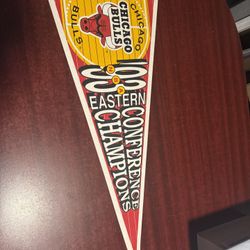 CHICAGO
BULLS
CHICAGO
BULLS
EASTERN
CONFERENCE
CHAMPIONS